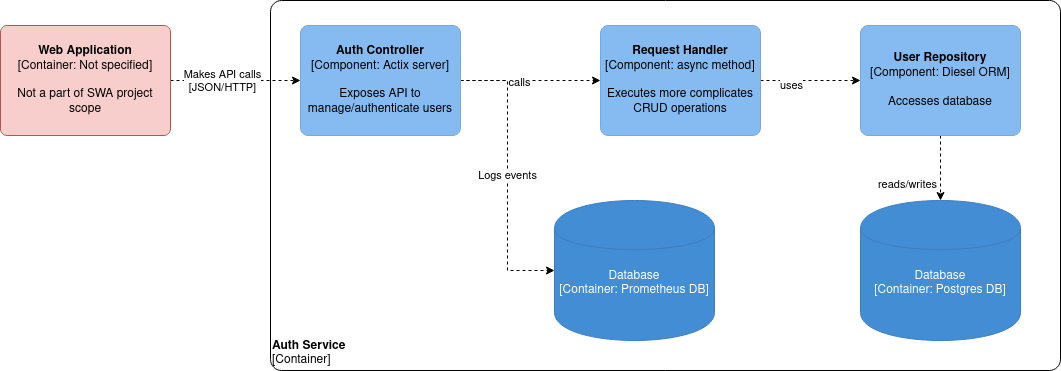 Web Application
[Container: Not specified]
Not a part of SWA project
scope
Makes API calls
[JSON/HTTP]
Auth Controller
[Component: Actix server]
Exposes API to
manage/authenticate users
calls
Request Handler
[Component: async method]
Executes more complicates
CRUD operations
uses
User Repository
[Component: Diesel ORM]
Accesses database
Logs events
reads/writes
Database
[Container: Prometheus DB]
Database
[Container: Postgres DB]
Auth Service
[Container]